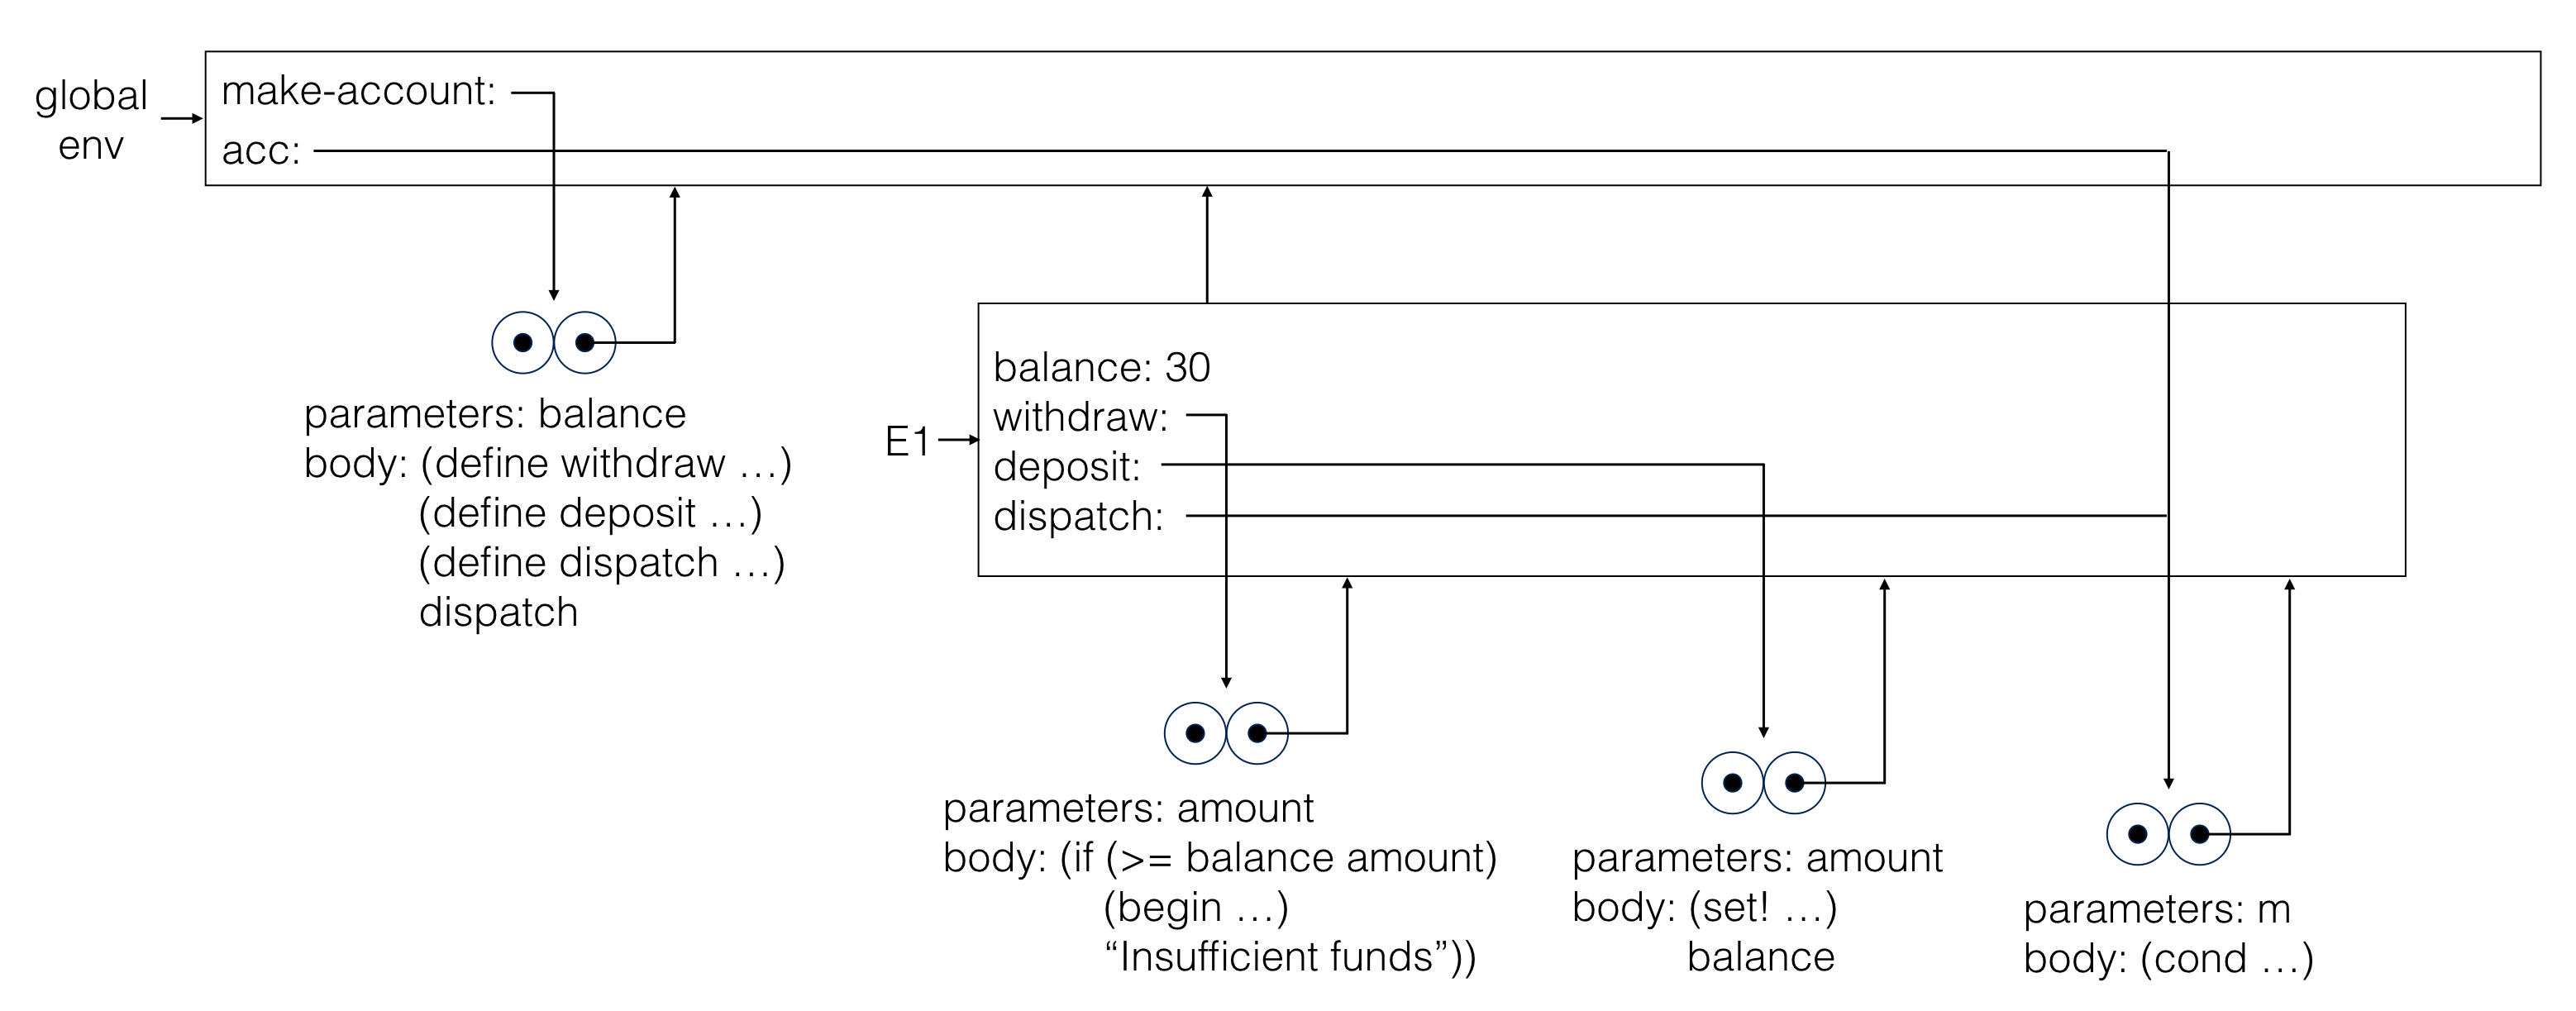 global
env
make-account:
acc:
parameters: balance
body: (define withdraw …)
(define deposit …)
(define dispatch …)
dispatch
E1
balance: 30
withdraw:
deposit:
dispatch:
parameters: amount
body: (if (>= balance amount)
(begin …)
“Insufficient funds”))
parameters: amount
body: (set! …)
balance
parameters: m
body: (cond …)